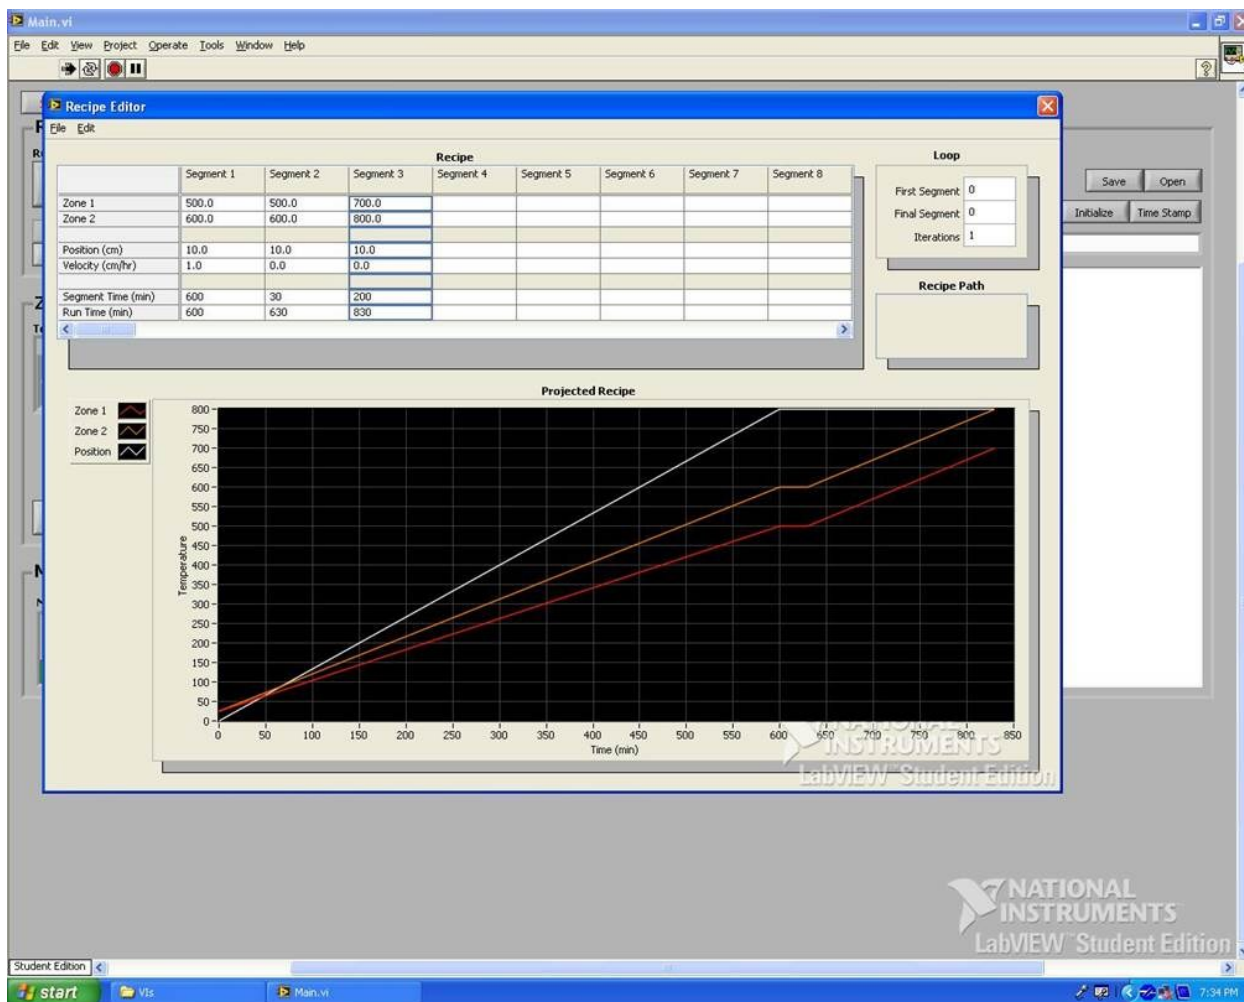 Main.vi
File Edit View Project Operate Tools Window Help
Recipe Editor
File Edit
Recipe
Segment 1 Segment 2 Segment 3 Segment 4 Segment 5 Segment 6 Segment 7 Segment 8
Zone 1 500.0 500.0 700.0
Zone 2 600.0 600.0 800.0
Position (cm) 10.0 10.0 10.0
Velocity (cm/hr) 1.0 0.0 0.0
Segment Time (min) 600 30 200
Run Time (min) 600 630 830
Loop
First Segment 0
Final Segment 0
Iterations 1
Recipe Path
Save Open
Initialize Time Stamp
Projected Recipe
Zone 1
Zone 2
Position
800
750
700
650
600
550
500
450
400
350
300
250
200
150
100
50
0
Temperature
0 50 100 150 200 250 300 350 400 450 500 550 600 650 700 750 800 850
Time (min)
NATIONAL
INSTRUMENTS
LabVIEW™ Student Edition
NATIONAL
INSTRUMENTS
LabVIEW™ Student Edition
Student Edition
start VIs Main.vi 7:34 PM